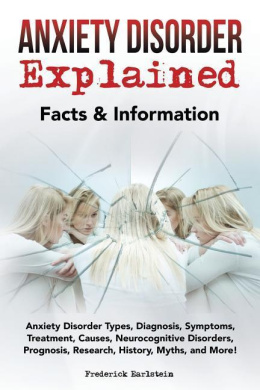 ANXIETY DISORDER
Explained
Facts & Information
Anxiety Disorder Types, Diagnosis, Symptoms,
Treatment, Causes, Neurocognitive Disorders,
Prognosis, Research, History, Myths, and More!
Frederick Earlstein